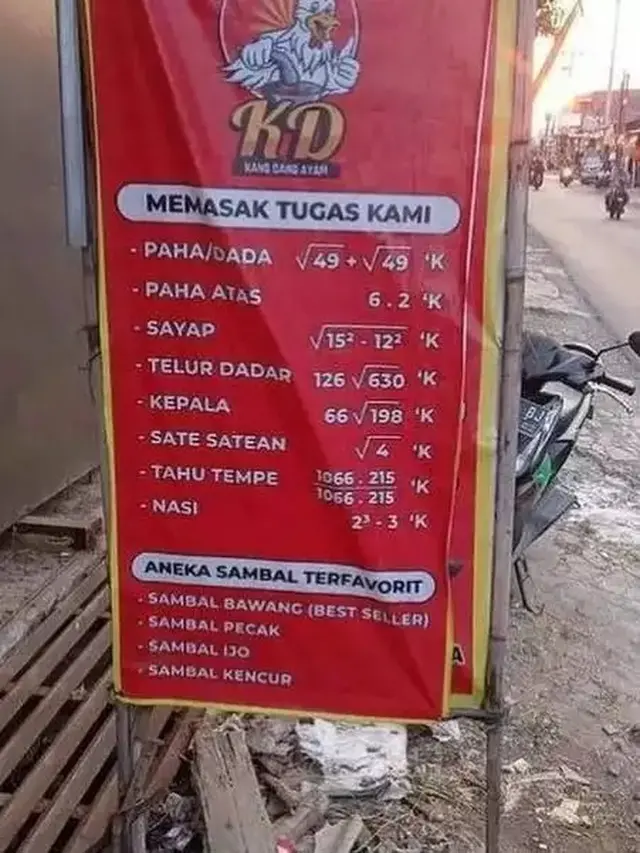 KD
KANG DANG AYAM
MEMASAK TUGAS KAMI
- PAHA/DADA √49 + √49 'K
- PAHA ATAS 6 . 2 'K
- SAYAP √15² - 12² 'K
- TELUR DADAR 126 √630 'K
- KEPALA 66 √198 'K
- SATE SATEAN √4 'K
- TAHU TEMPE 1066 . 215 / 1066 . 215 'K
- NASI 2³ - 3 'K
ANEKA SAMBAL TERFAVORIT
- SAMBAL BAWANG (BEST SELLER)
- SAMBAL PECAK
- SAMBAL IJO
- SAMBAL KENCUR